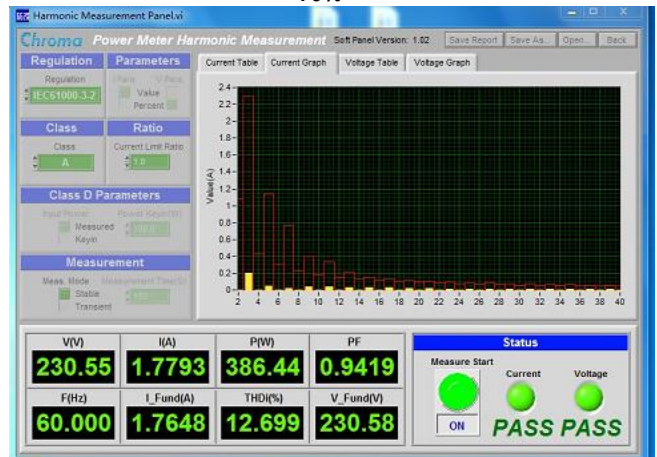 Harmonic Measurement Panel.vi
Chroma Power Meter Harmonic Measurement Soft Panel Version: 1.02 Save Report Save As... Open... Back
Regulation Parameters
Current Table Current Graph Voltage Table Voltage Graph
Regulation
IEC61000-3-2
Value
Percent
Class Ratio
Class Current Limit Ratio
A 1.0
Class D Parameters
Input Power Power Keyin(W)
Measured
Keyin
Measurement
Meas. Mode Measurement Time(S)
Stable
Transient
Value(A)
2.4
2
1.8
1.6
1.4
1.2
1
0.8
0.6
0.4
0.2
0
2 4 6 8 10 12 14 16 18 20 22 24 26 28 30 32 34 36 38 40
V(V) I(A) P(W) PF
230.55 1.7793 386.44 0.9419
F(Hz) I_Fund(A) THDi(%) V_Fund(V)
60.000 1.7648 12.699 230.58
Status
Measure Start Current Voltage
ON PASS PASS